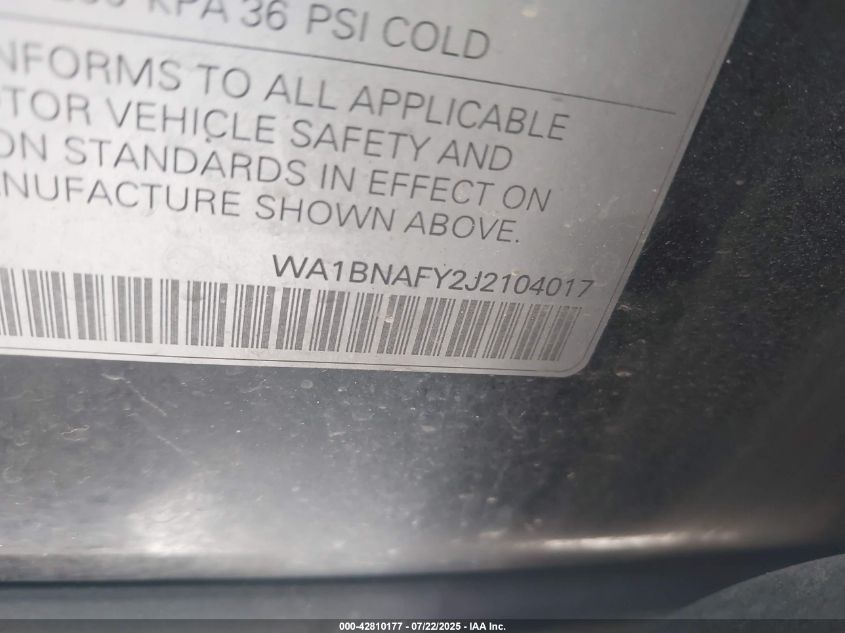 KPA 36 PSI COLD
NFORMS TO ALL APPLICABLE
TOR VEHICLE SAFETY AND
ON STANDARDS IN EFFECT ON
ANUFACTURE SHOWN ABOVE.
WA1BNAFY2J2104017
000-42810177 - 07/22/2025 - IAA Inc.